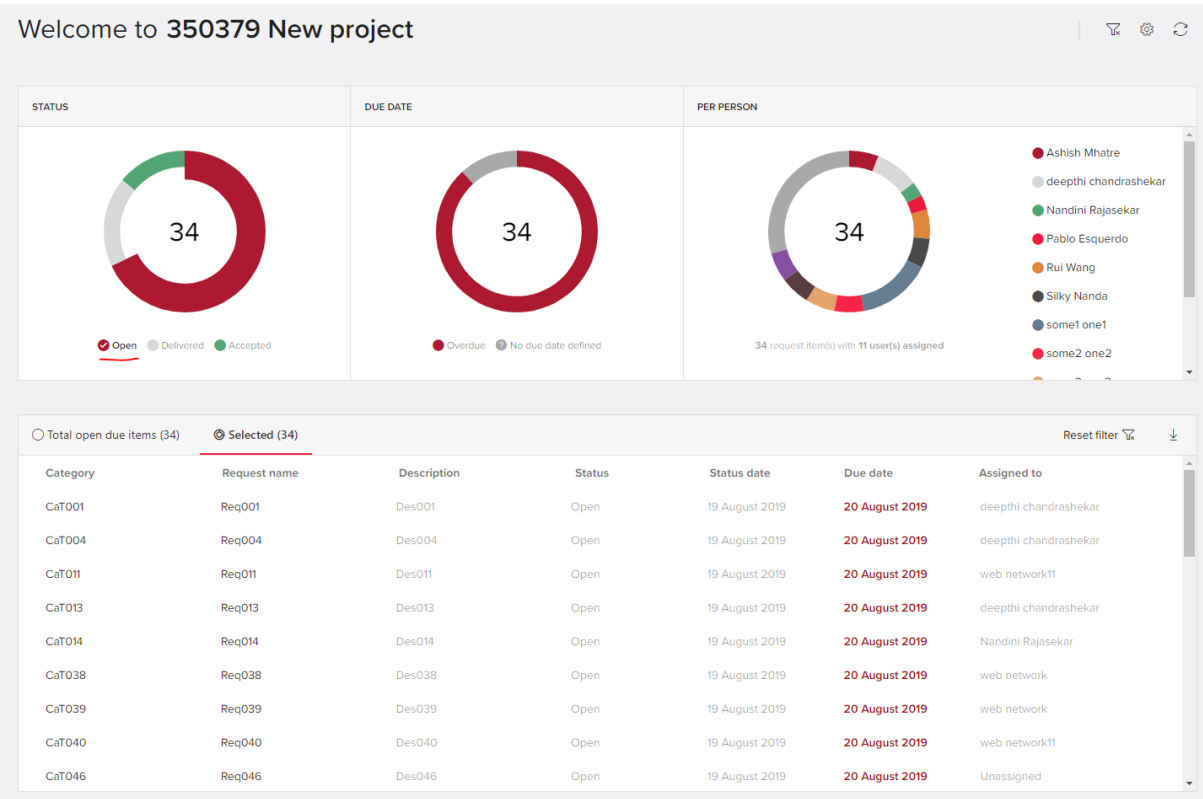 Welcome to 350379 New project
STATUS
DUE DATE
PER PERSON
34
Open Delivered Accepted
34
Overdue ? No due date defined
34
34 request item(s) with 11 user(s) assigned
Ashish Mhatre
deepthi chandrashekar
Nandini Rajasekar
Pablo Esquerdo
Rui Wang
Silky Nanda
some1 one1
some2 one2
Total open due items (34) Selected (34) Reset filter
Category Request name Description Status Status date Due date Assigned to
CaT001 Req001 Des001 Open 19 August 2019 20 August 2019 deepthi chandrashekar
CaT004 Req004 Des004 Open 19 August 2019 20 August 2019 deepthi chandrashekar
CaT011 Req011 Des011 Open 19 August 2019 20 August 2019 web network11
CaT013 Req013 Des013 Open 19 August 2019 20 August 2019 deepthi chandrashekar
CaT014 Req014 Des014 Open 19 August 2019 20 August 2019 Nandini Rajasekar
CaT038 Req038 Des038 Open 19 August 2019 20 August 2019 web network
CaT039 Req039 Des039 Open 19 August 2019 20 August 2019 web network
CaT040 Req040 Des040 Open 19 August 2019 20 August 2019 web network11
CaT046 Req046 Des046 Open 19 August 2019 20 August 2019 Unassigned